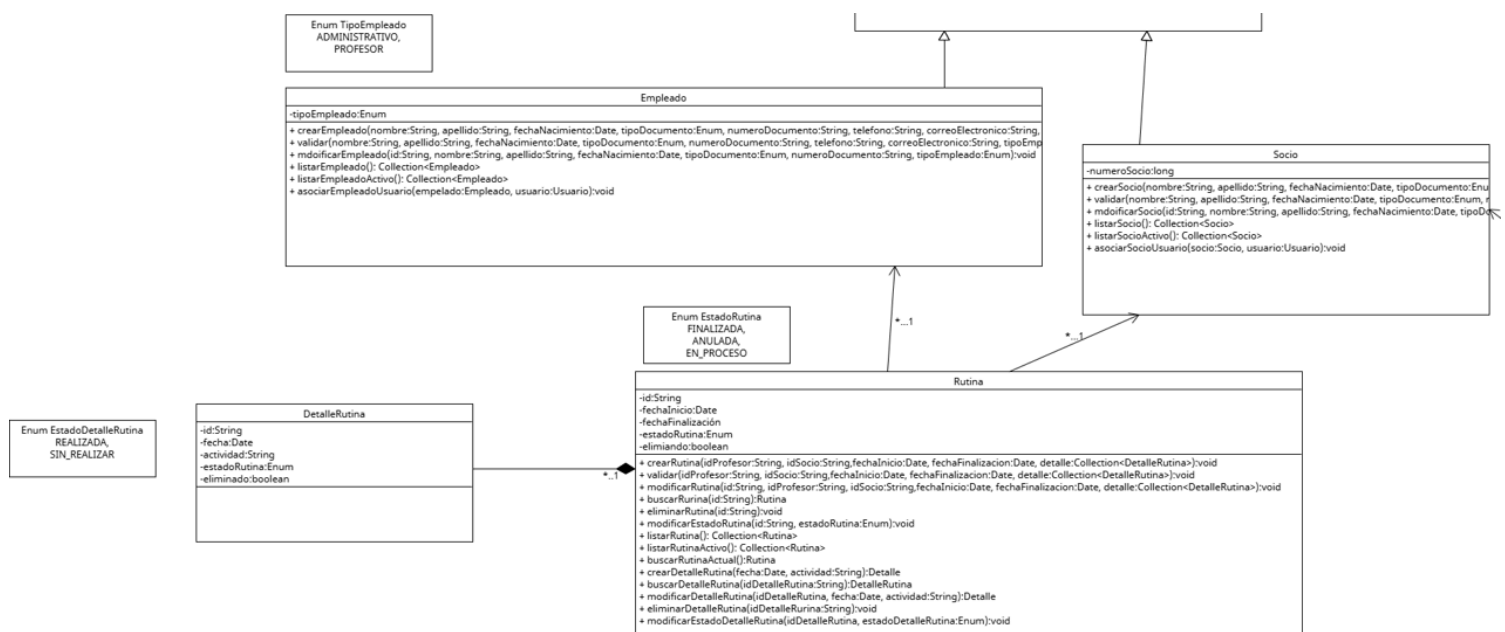 Enum TipoEmpleado
ADMINISTRATIVO,
PROFESOR
Empleado
-tipoEmpleado:Enum
+ crearEmpleado(nombre:String, apellido:String, fechaNacimiento:Date, tipoDocumento:Enum, numeroDocumento:String, telefono:String, correoElectronico:String,
+ validar(nombre:String, apellido:String, fechaNacimiento:Date, tipoDocumento:Enum, numeroDocumento:String, telefono:String, correoElectronico:String, tipoEmp
+ mdoificarEmpleado(id:String, nombre:String, apellido:String, fechaNacimiento:Date, tipoDocumento:Enum, numeroDocumento:String, tipoEmpleado:Enum):void
+ listarEmpleado(): Collection<Empleado>
+ listarEmpleadoActivo(): Collection<Empleado>
+ asociarEmpleadoUsuario(empelado:Empleado, usuario:Usuario):void
Socio
-numeroSocio:long
+ crearSocio(nombre:String, apellido:String, fechaNacimiento:Date, tipoDocumento:Enu
+ validar(nombre:String, apellido:String, fechaNacimiento:Date, tipoDocumento:Enum,
+ mdoificarSocio(id:String, nombre:String, apellido:String, fechaNacimiento:Date, tipoD
+ listarSocio(): Collection<Socio>
+ listarSocioActivo(): Collection<Socio>
+ asociarSocioUsuario(socio:Socio, usuario:Usuario):void
Enum EstadoRutina
FINALIZADA,
ANULADA,
EN_PROCESO
*...1
*...1
Enum EstadoDetalleRutina
REALIZADA,
SIN_REALIZAR
DetalleRutina
-id:String
-fecha:Date
-actividad:String
-estadoRutina:Enum
-eliminado:boolean
*..1
Rutina
-id:String
-fechaInicio:Date
-fechaFinalización
-estadoRutina:Enum
-elimiando:boolean
+ crearRutina(idProfesor:String, idSocio:String,fechaInicio:Date, fechaFinalizacion:Date, detalle:Collection<DetalleRutina>):void
+ validar(idProfesor:String, idSocio:String,fechaInicio:Date, fechaFinalizacion:Date, detalle:Collection<DetalleRutina>):void
+ modificarRutina(id:String, idProfesor:String, idSocio:String,fechaInicio:Date, fechaFinalizacion:Date, detalle:Collection<DetalleRutina>):void
+ buscarRurina(id:String):Rutina
+ eliminarRutina(id:String):void
+ modificarEstadoRutina(id:String, estadoRutina:Enum):void
+ listarRutina(): Collection<Rutina>
+ listarRutinaActivo(): Collection<Rutina>
+ buscarRutinaActual():Rutina
+ crearDetalleRutina(fecha:Date, actividad:String):Detalle
+ buscarDetalleRutina(idDetalleRutina:String):DetalleRutina
+ modificarDetalleRutina(idDetalleRutina, fecha:Date, actividad:String):Detalle
+ eliminarDetalleRutina(idDetalleRurina:String):void
+ modificarEstadoDetalleRutina(idDetalleRutina, estadoDetalleRutina:Enum):void